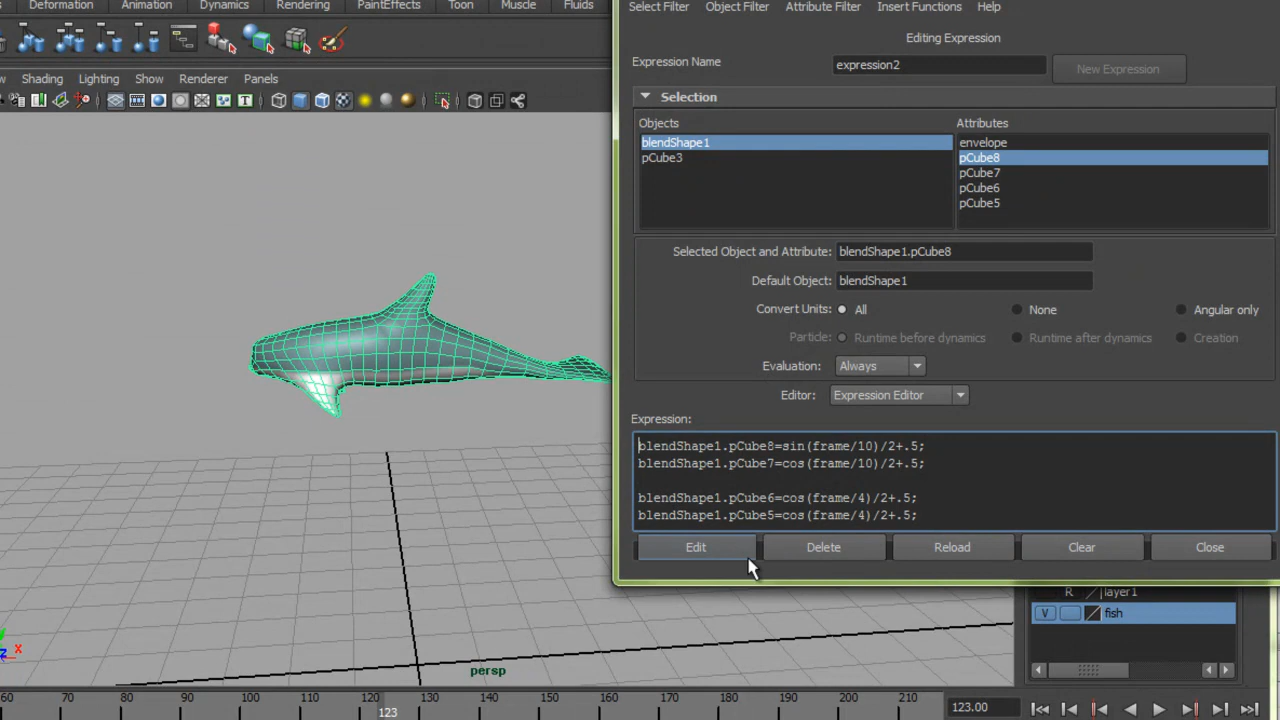 Deformation Animation Dynamics Rendering PaintEffects Toon Muscle Fluids
Shading Lighting Show Renderer Panels
Select Filter Object Filter Attribute Filter Insert Functions Help
Editing Expression
Expression Name expression2 New Expression
Selection
Objects Attributes
blendShape1 envelope
pCube3 pCube8
pCube7
pCube6
pCube5
Selected Object and Attribute: blendShape1.pCube8
Default Object: blendShape1
Convert Units: All None Angular only
Particle: Runtime before dynamics Runtime after dynamics Creation
Evaluation: Always
Editor: Expression Editor
Expression:
blendShape1.pCube8=sin(frame/10)/2+.5;
blendShape1.pCube7=cos(frame/10)/2+.5;
blendShape1.pCube6=cos(frame/4)/2+.5;
blendShape1.pCube5=cos(frame/4)/2+.5;
Edit Delete Reload Clear Close
R layer1
V fish
x
z
persp
60 70 80 90 100 110 120 130 140 150 160 170 180 190 200 210
123 123.00